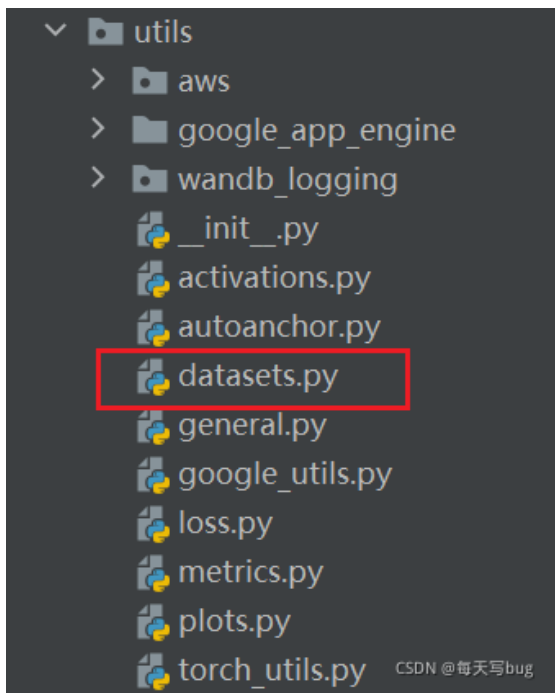 utils
aws
google_app_engine
wandb_logging
__init__.py
activations.py
autoanchor.py
datasets.py
general.py
google_utils.py
loss.py
metrics.py
plots.py
torch_utils.py
CSDN @每天写bug